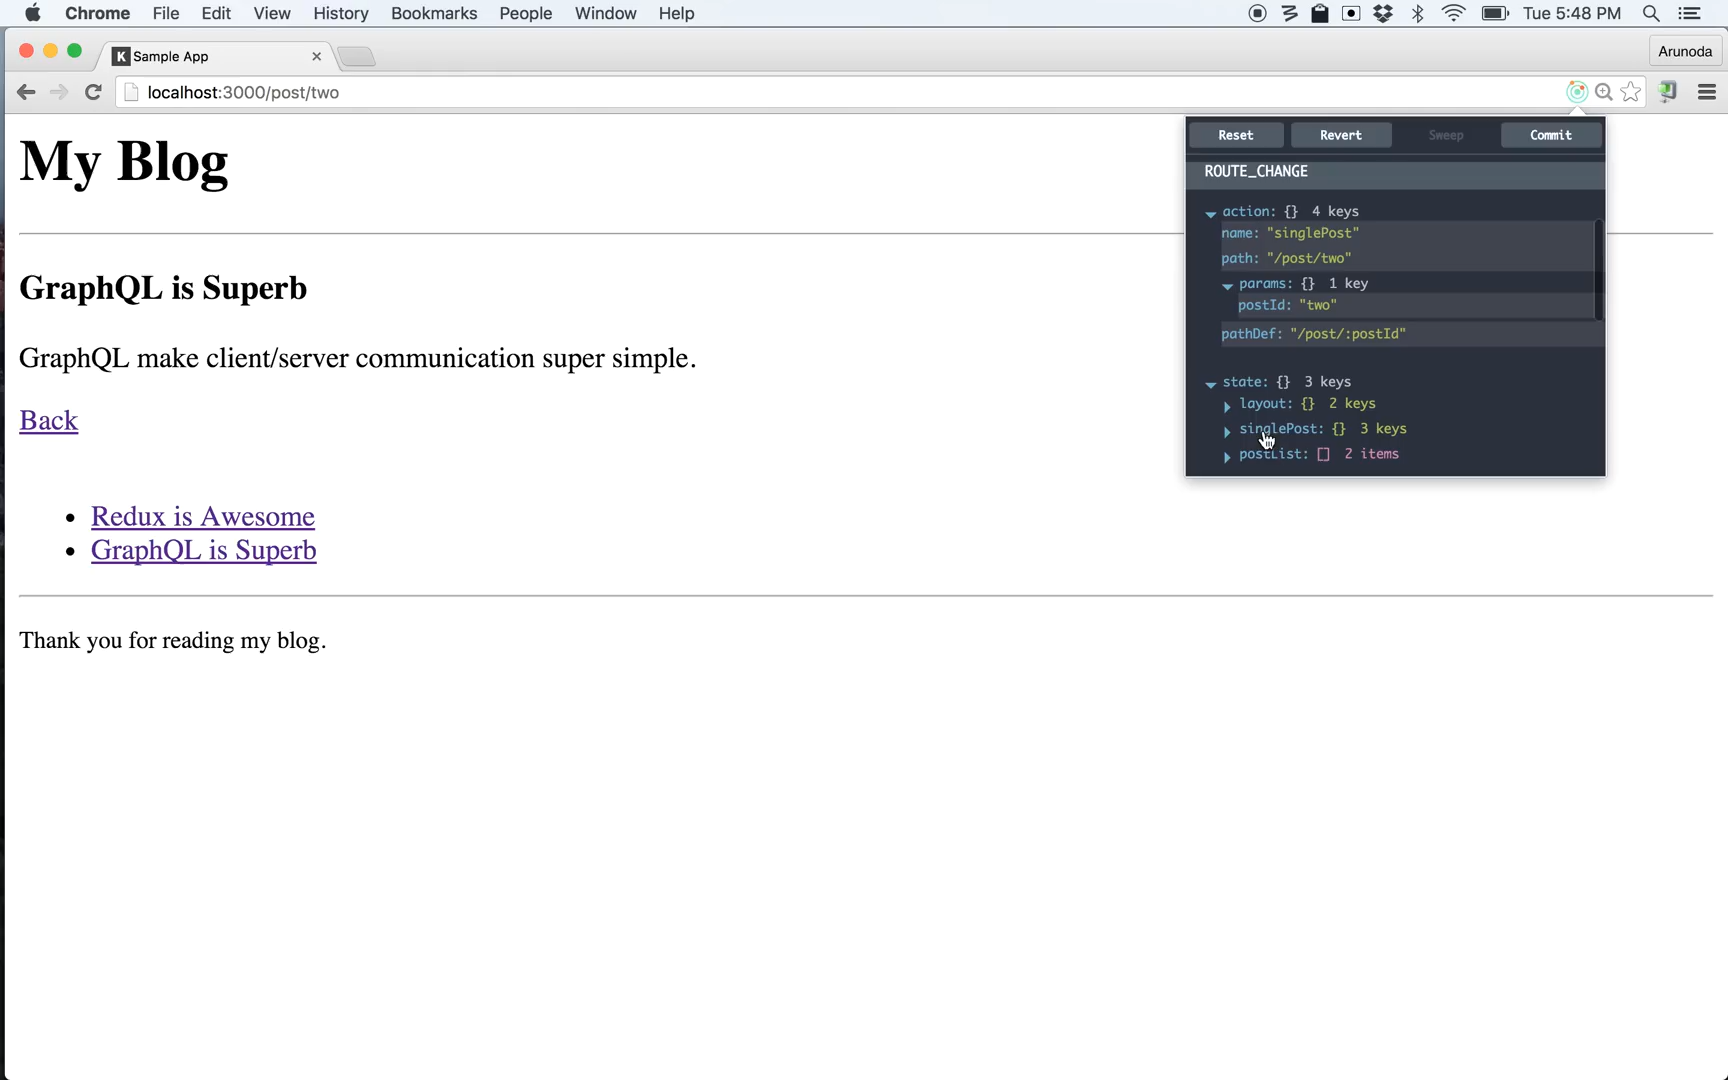 Chrome File Edit View History Bookmarks People Window Help Tue 5:48 PM
K Sample App Arunoda
localhost:3000/post/two
Reset Revert Sweep Commit
ROUTE_CHANGE
action: {} 4 keys
name: "singlePost"
path: "/post/two"
params: {} 1 key
postId: "two"
pathDef: "/post/:postId"
state: {} 3 keys
layout: {} 2 keys
singlePost: {} 3 keys
postList: [] 2 items
My Blog
GraphQL is Superb
GraphQL make client/server communication super simple.
Back
Redux is Awesome
GraphQL is Superb
Thank you for reading my blog.